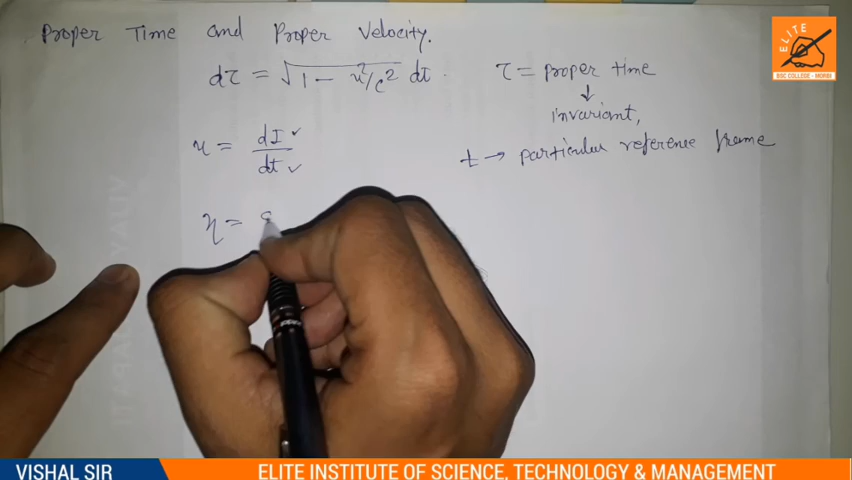 Proper Time and Proper Velocity.
dτ = √1 - u²/c² dt
τ = proper time
invariant,
u = dI/dt
t → particular reference frame
η =
ELITE
BSC COLLEGE - MORBI
VISHAL SIR
ELITE INSTITUTE OF SCIENCE, TECHNOLOGY & MANAGEMENT